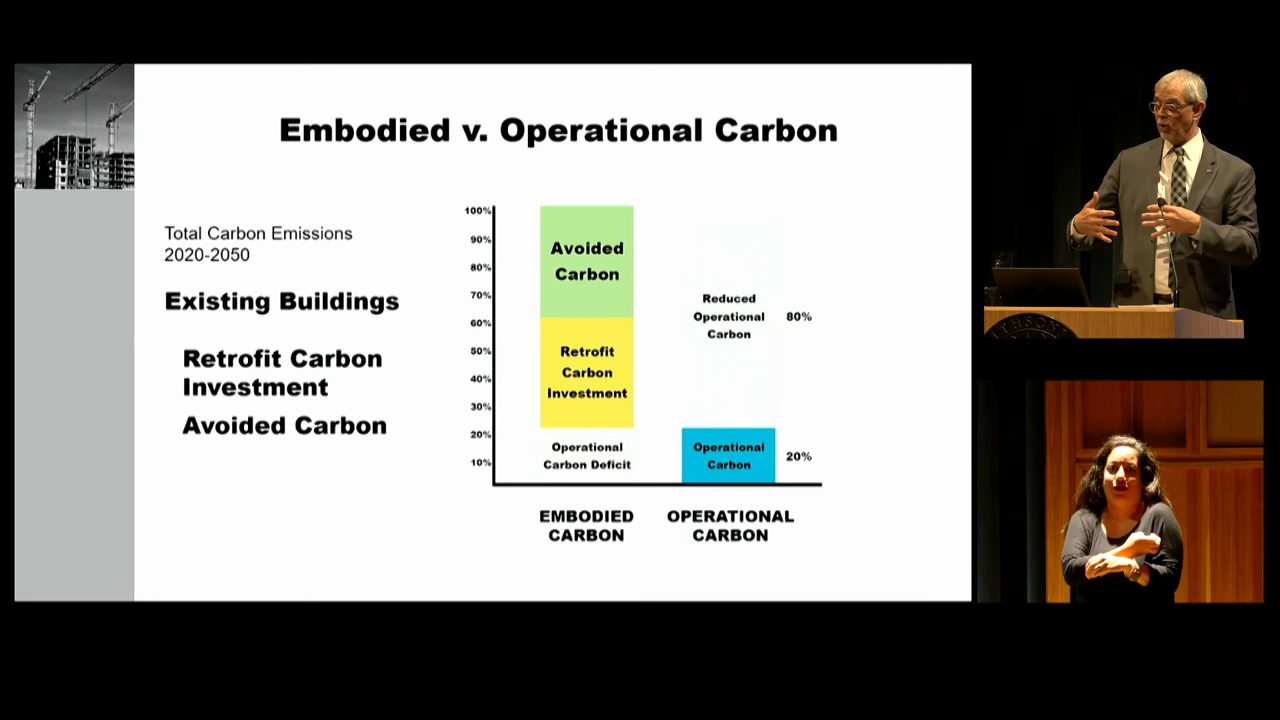 Embodied v. Operational Carbon
Total Carbon Emissions
2020-2050
Existing Buildings
Retrofit Carbon
Investment
Avoided Carbon
100%
90%
80%
70%
60%
50%
40%
30%
20%
10%
Avoided
Carbon
Retrofit
Carbon
Investment
Operational
Carbon Deficit
Reduced
Operational
Carbon
80%
Operational
Carbon
20%
EMBODIED
CARBON
OPERATIONAL
CARBON